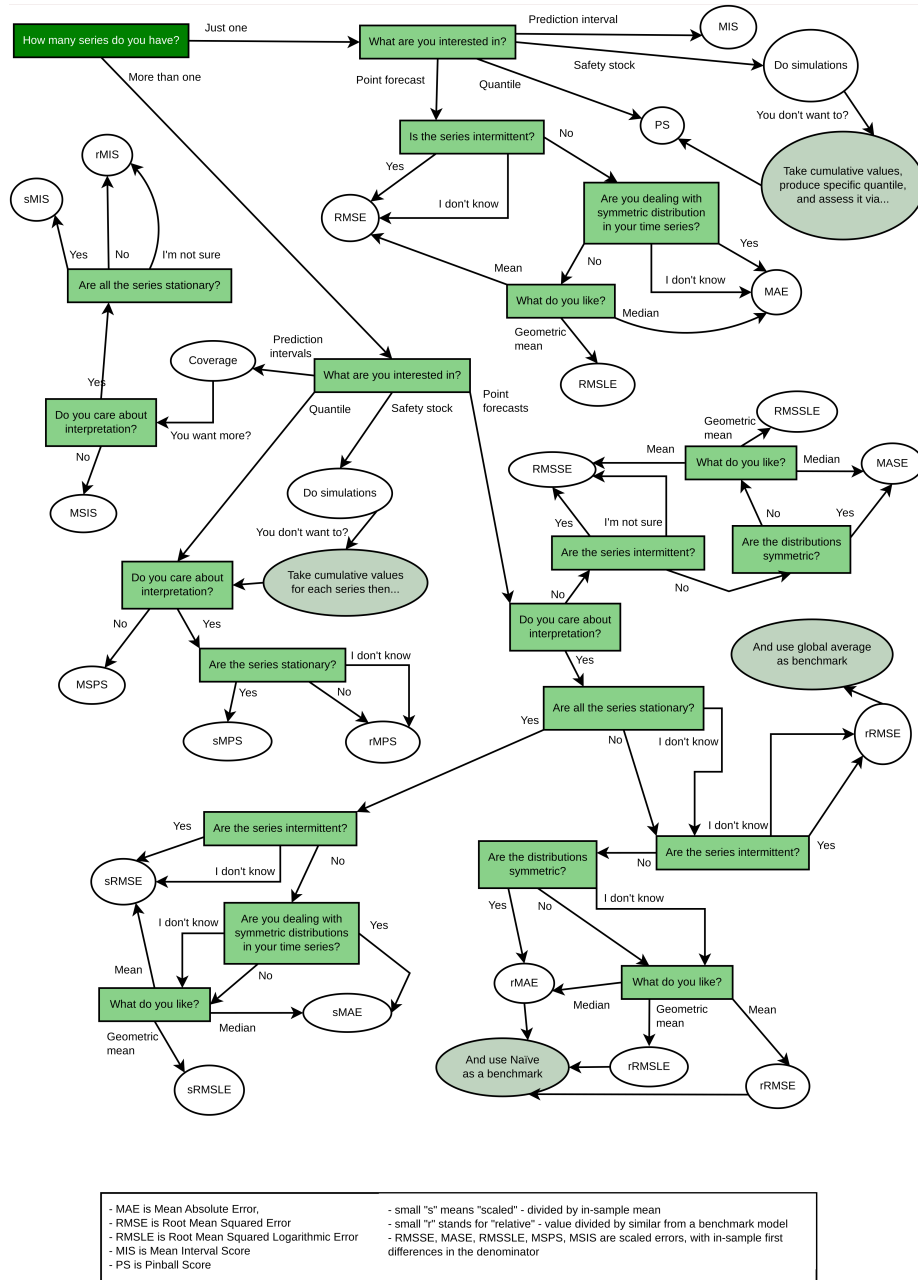 How many series do you have?
Just one
What are you interested in?
Prediction interval
MIS
More than one
Point forecast
Quantile
Safety stock
Do simulations
You don't want to?
PS
Take cumulative values,
produce specific quantile,
and assess it via...
Is the series intermittent?
No
Yes
I don't know
RMSE
Are you dealing with
symmetric distribution
in your time series?
Yes
No
I don't know
MAE
Mean
What do you like?
Median
Geometric
mean
RMSLE
rMIS
sMIS
Yes
No
I'm not sure
Are all the series stationary?
Yes
Prediction
intervals
Coverage
What are you interested in?
Do you care about
interpretation?
You want more?
No
MSIS
Quantile
Safety stock
Point
forecasts
Do simulations
You don't want to?
Take cumulative values
for each series then...
Do you care about
interpretation?
No
Yes
MSPS
Are the series stationary?
I don't know
Yes
No
sMPS
rMPS
RMSSLE
Geometric
mean
Mean
What do you like?
Median
RMSSE
MASE
No
Yes
Yes
I'm not sure
Are the series intermittent?
Are the distributions
symmetric?
No
No
Do you care about
interpretation?
Yes
And use global average
as benchmark
Are all the series stationary?
Yes
No
I don't know
rRMSE
I don't know
Are the series intermittent?
Yes
No
Are the series intermittent?
Yes
No
I don't know
sRMSE
I don't know
Are you dealing with
symmetric distributions
in your time series?
Yes
No
Mean
What do you like?
Median
sMAE
Geometric
mean
sRMSLE
Are the distributions
symmetric?
Yes
No
I don't know
rMAE
What do you like?
Median
Geometric
mean
Mean
And use Naïve
as a benchmark
rRMSLE
rRMSE
- MAE is Mean Absolute Error,
- RMSE is Root Mean Squared Error
- RMSLE is Root Mean Squared Logarithmic Error
- MIS is Mean Interval Score
- PS is Pinball Score
- small "s" means "scaled" - divided by in-sample mean
- small "r" stands for "relative" - value divided by similar from a benchmark model
- RMSSE, MASE, RMSSLE, MSPS, MSIS are scaled errors, with in-sample first
differences in the denominator